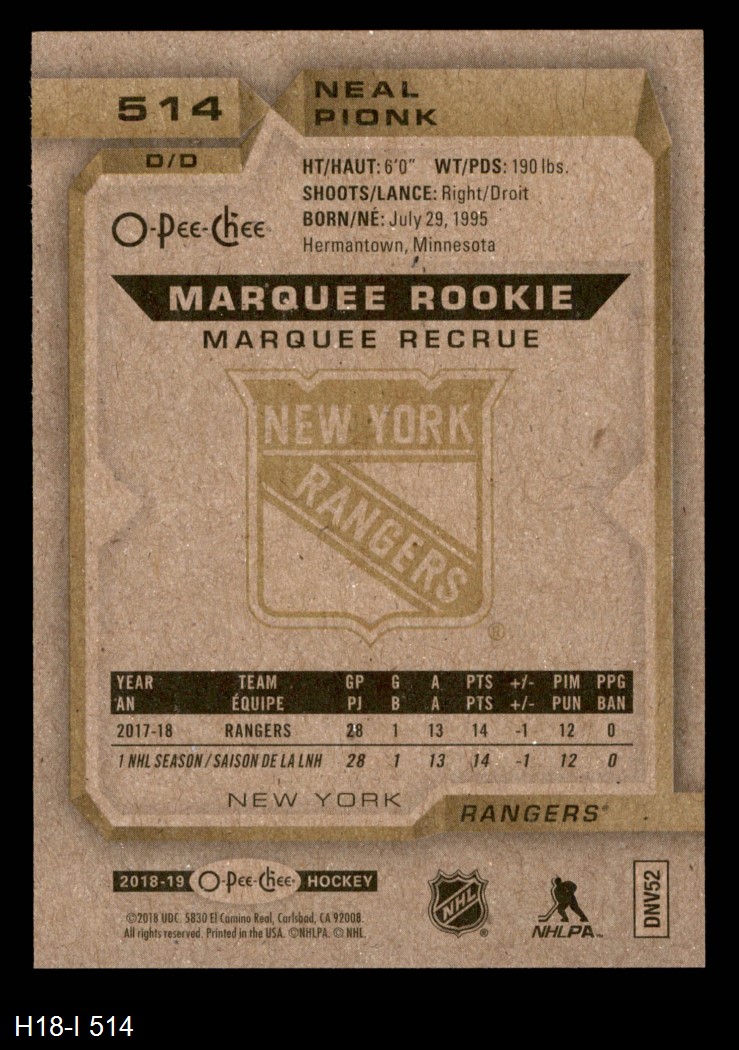 514
NEAL
PIONK
D/D
HT/HAUT: 6'0" WT/PDS: 190 lbs.
SHOOTS/LANCE: Right/Droit
BORN/NÉ: July 29, 1995
Hermantown, Minnesota
O-PEE-CHEE
MARQUEE ROOKIE
MARQUEE RECRUE
NEW YORK
RANGERS
®
YEAR TEAM GP G A PTS +/- PIM PPG
AN ÉQUIPE PJ B A PTS +/- PUN BAN
2017-18 RANGERS 28 1 13 14 -1 12 0
1 NHL SEASON / SAISON DE LA LNH 28 1 13 14 -1 12 0
NEW YORK
RANGERS®
2018-19 O-PEE-CHEE HOCKEY
©2018 UDC. 5830 El Camino Real, Carlsbad, CA 92008.
All rights reserved. Printed in the USA. ©NHLPA. © NHL.
NHL ®
NHLPA™
DNV52
H18-I 514